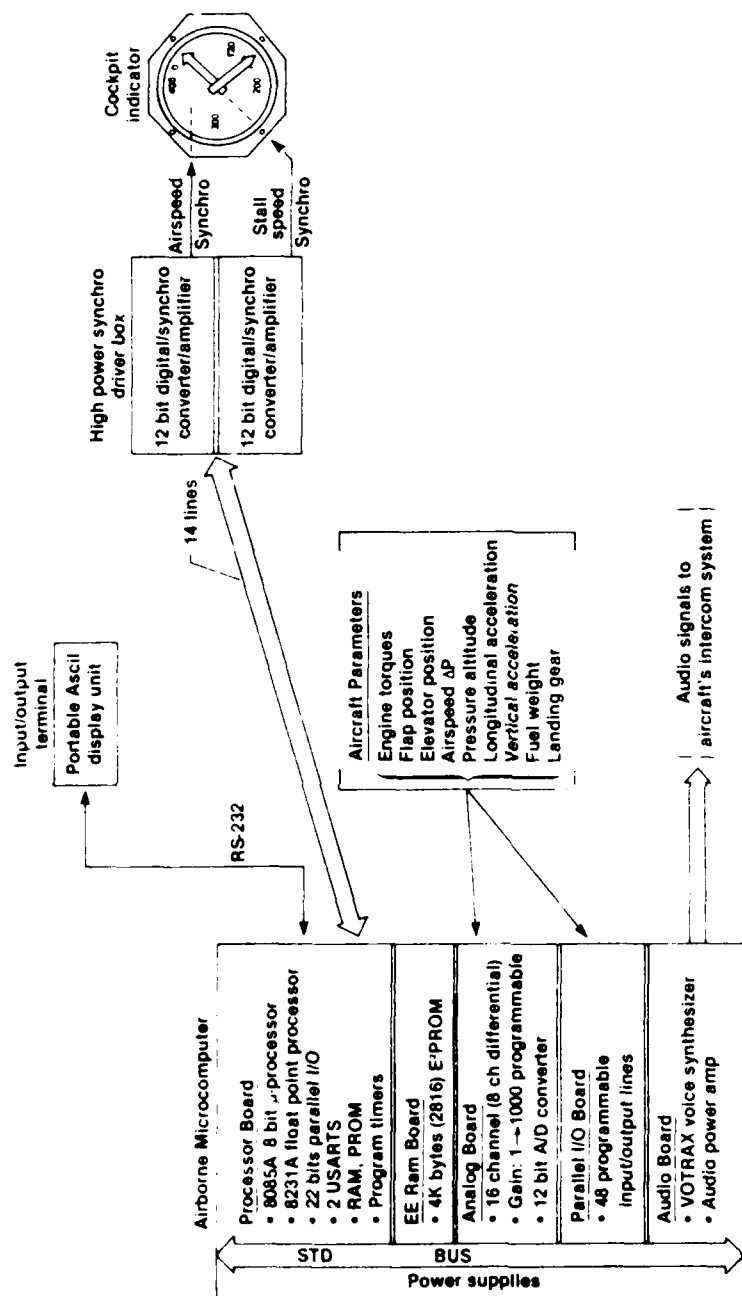 Input/output
terminal
Portable Ascil
display unit
RS-232
High power synchro
driver box
12 bit digital/synchro
converter/amplifier
12 bit digital/synchro
converter/amplifier
14 lines
Airspeed
Synchro
Stall
speed
Synchro
Cockpit
indicator
120
200
300
Airborne Microcomputer
Processor Board
• 8085A 8 bit μ-processor
• 8231A float point processor
• 22 bits parallel I/O
• 2 USARTS
• RAM, PROM
• Program timers
EE Ram Board
• 4K bytes (2816) E²PROM
Analog Board
• 16 channel (8 ch differential)
• Gain: 1→1000 programmable
• 12 bit A/D converter
Parallel I/O Board
• 48 programmable
input/output lines
Audio Board
• VOTRAX voice synthesizer
• Audio power amp
STD BUS
Power supplies
Aircraft Parameters
Engine torques
Flap position
Elevator position
Airspeed ΔP
Pressure altitude
Longitudinal acceleration
Vertical acceleration
Fuel weight
Landing gear
Audio signals to
aircraft's intercom system